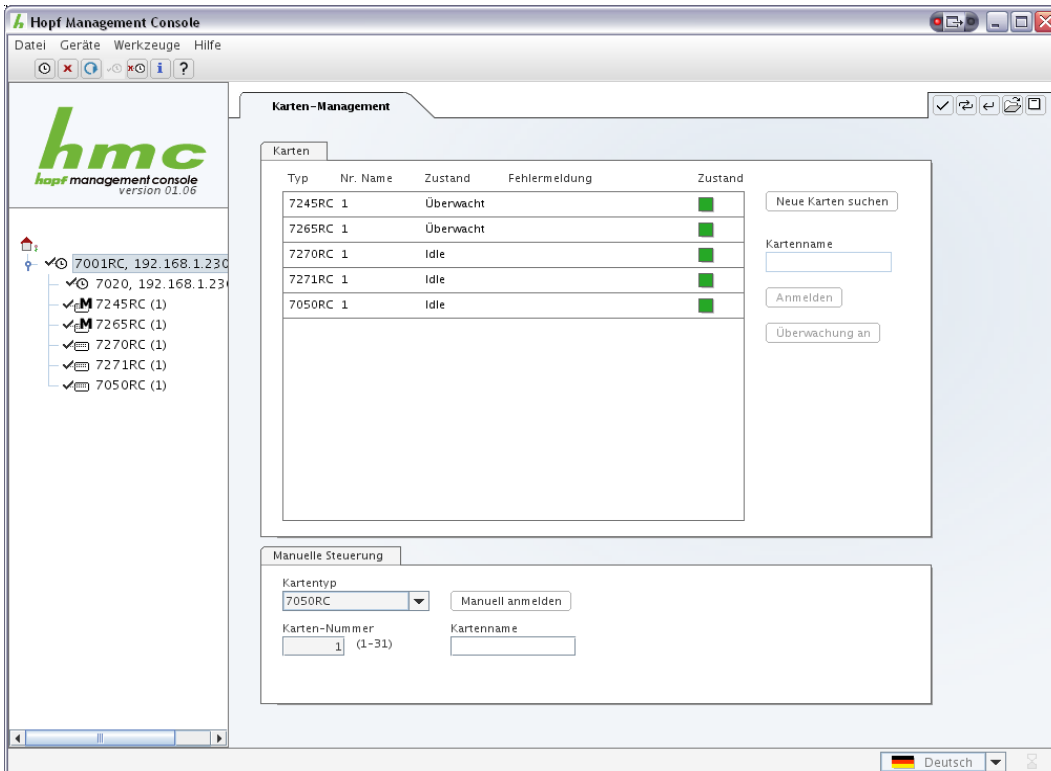 Hopf Management Console
Datei Geräte Werkzeuge Hilfe
hmc
hopf management console
version 01.06
7001RC, 192.168.1.230
7020, 192.168.1.23
7245RC (1)
7265RC (1)
7270RC (1)
7271RC (1)
7050RC (1)
Karten-Management
Karten
Typ Nr. Name Zustand Fehlermeldung Zustand
7245RC 1 Überwacht
7265RC 1 Überwacht
7270RC 1 Idle
7271RC 1 Idle
7050RC 1 Idle
Neue Karten suchen
Kartenname
Anmelden
Überwachung an
Manuelle Steuerung
Kartentyp
7050RC Manuell anmelden
Karten-Nummer Kartenname
1 (1-31)
Deutsch